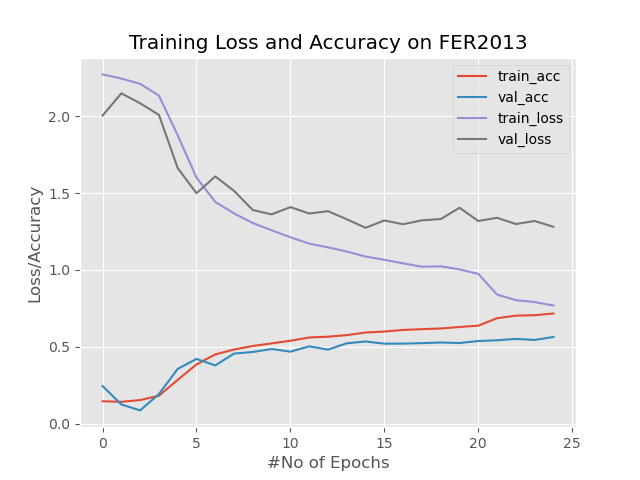 Training Loss and Accuracy on FER2013
train_acc
val_acc
train_loss
val_loss
Loss/Accuracy
2.0
1.5
1.0
0.5
0.0
0 5 10 15 20 25
#No of Epochs